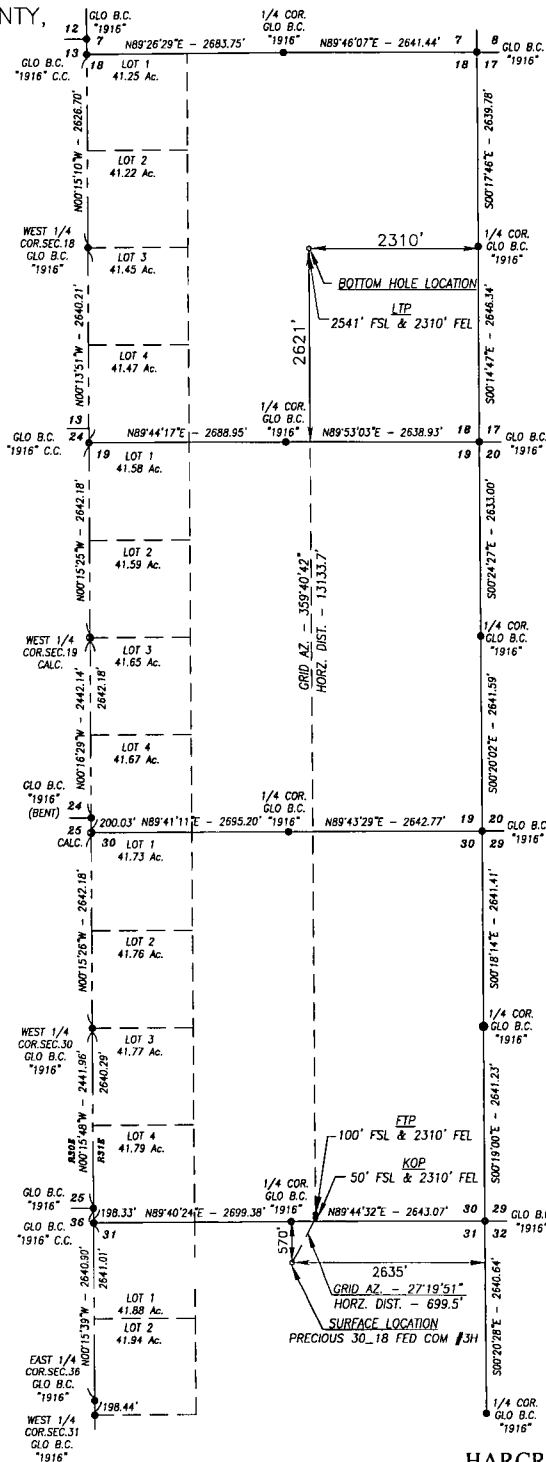 NTY,
GLO B.C.
"1916"
12
7
N89°26'29"E - 2683.75'
1/4 COR.
GLO B.C.
"1916"
N89°46'07"E - 2641.44'
7
8
GLO B.C.
"1916"
13
18
GLO B.C.
"1916" C.C.
18
17
LOT 1
41.25 Ac.
N00°15'10"W - 2626.70'
S00°17'46"E - 2639.78'
LOT 2
41.22 Ac.
WEST 1/4
COR.SEC.18
GLO B.C.
"1916"
LOT 3
41.45 Ac.
2310'
1/4 COR.
GLO B.C.
"1916"
BOTTOM HOLE LOCATION
LTP
2541' FSL & 2310' FEL
2621'
N00°13'51"W - 2640.21'
S00°14'47"E - 2646.34'
LOT 4
41.47 Ac.
1/4 COR.
GLO B.C.
"1916"
13
24
GLO B.C.
"1916" C.C.
N89°44'17"E - 2688.95'
N89°53'03"E - 2638.93'
18
17
GLO B.C.
"1916"
19
LOT 1
41.58 Ac.
19
20
N00°15'25"W - 2642.18'
S00°24'27"E - 2633.00'
LOT 2
41.59 Ac.
GRID AZ. - 359°40'42"
HORZ. DIST. - 13133.7'
WEST 1/4
COR.SEC.19
CALC.
LOT 3
41.65 Ac.
1/4 COR.
GLO B.C.
"1916"
N00°16'29"W - 2442.14'
2642.18'
S00°20'02"E - 2641.59'
LOT 4
41.67 Ac.
GLO B.C.
"1916"
(BENT)
24
25
CALC.
200.03'
N89°41'11"E - 2695.20'
1/4 COR.
GLO B.C.
"1916"
N89°43'29"E - 2642.77'
19
20
GLO B.C.
"1916"
30
LOT 1
41.73 Ac.
30
29
N00°15'26"W - 2642.18'
S00°18'14"E - 2641.41'
LOT 2
41.76 Ac.
WEST 1/4
COR.SEC.30
GLO B.C.
"1916"
LOT 3
41.77 Ac.
1/4 COR.
GLO B.C.
"1916"
N00°15'48"W - 2441.96'
2640.29'
S00°19'00"E - 2641.23'
R30E
R31E
LOT 4
41.79 Ac.
FTP
100' FSL & 2310' FEL
KOP
50' FSL & 2310' FEL
GLO B.C.
"1916"
25
36
GLO B.C.
"1916" C.C.
198.33'
N89°40'24"E - 2699.38'
1/4 COR.
GLO B.C.
"1916"
N89°44'32"E - 2643.07'
30
29
GLO B.C.
"1916"
31
31
32
570'
2635'
N00°15'39"W - 2640.90'
2641.01'
S00°20'28"E - 2640.64'
GRID AZ. - 27°19'51"
HORZ. DIST. - 699.5'
SURFACE LOCATION
PRECIOUS 30_18 FED COM #3H
LOT 1
41.88 Ac.
LOT 2
41.94 Ac.
EAST 1/4
COR.SEC.36
GLO B.C.
"1916"
198.44'
WEST 1/4
COR.SEC.31
GLO B.C.
"1916"
1/4 COR.
GLO B.C.
"1916"
HARCR